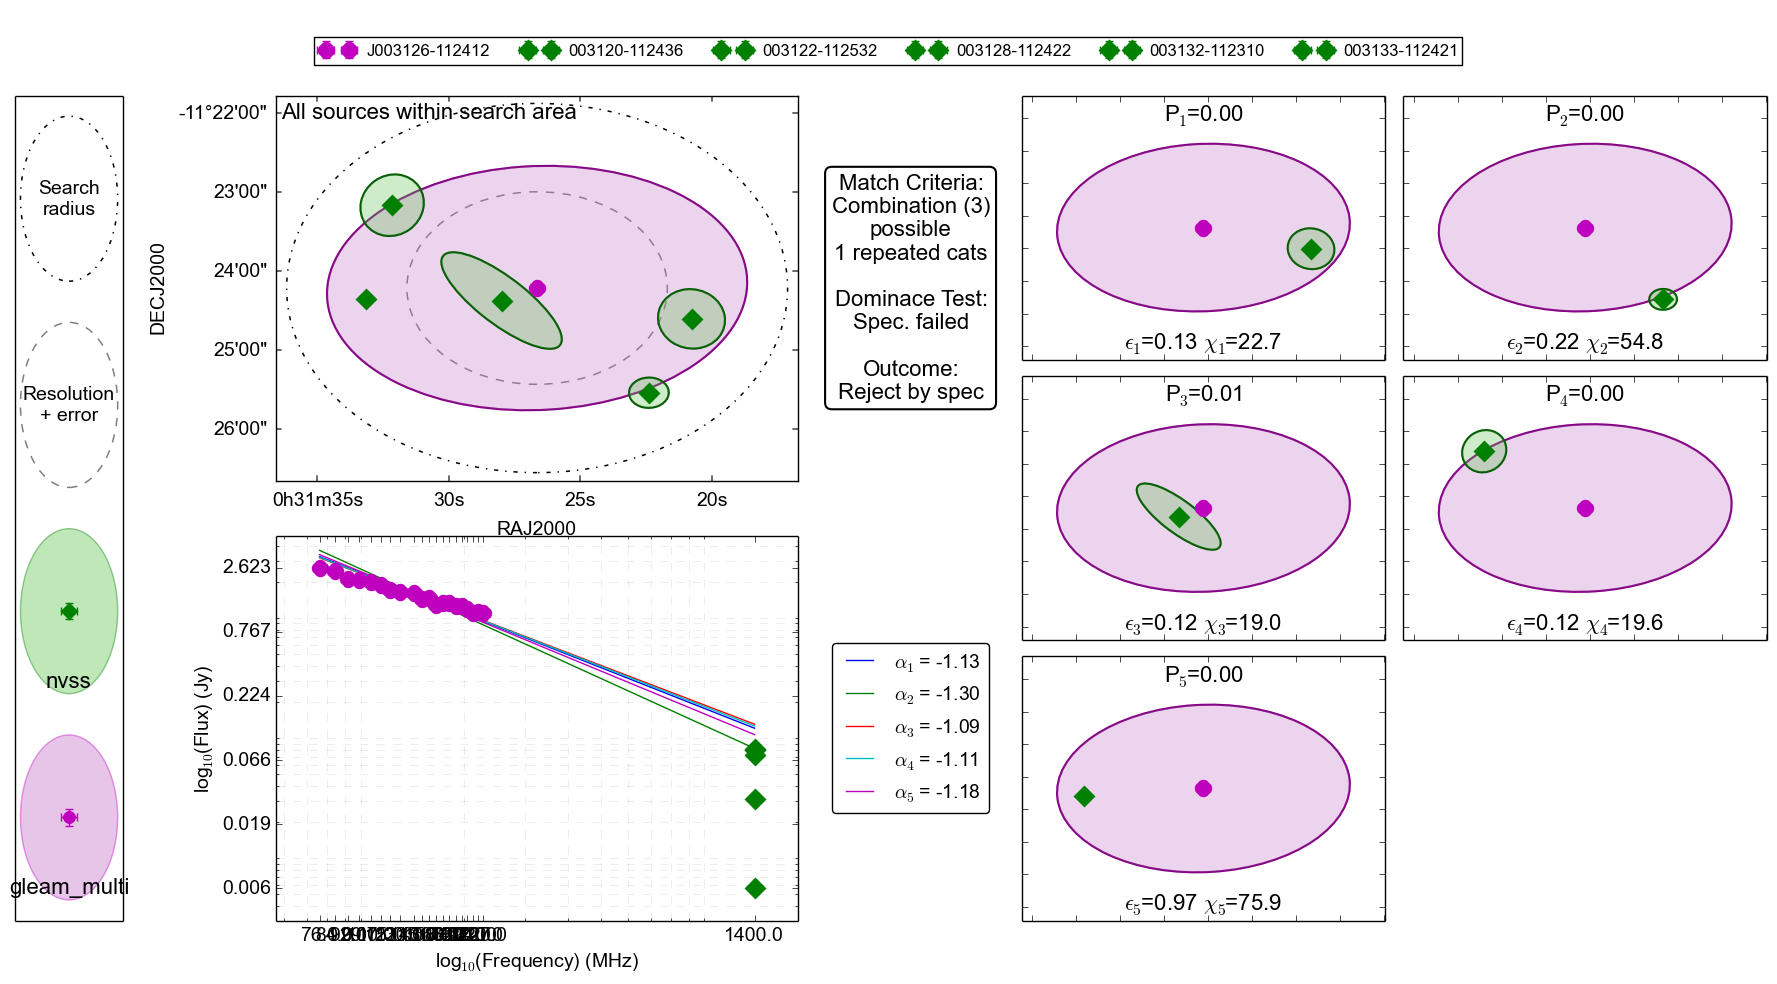 J003126-112412 003120-112436 003122-112532 003128-112422 003132-112310 003133-112421
Search
radius
Resolution
+ error
nvss
gleam_multi
All sources within search area
-11°22'00"
23'00"
24'00"
25'00"
26'00"
DECJ2000
0h31m35s 30s 25s 20s
RAJ2000
Match Criteria:
Combination (3)
possible
1 repeated cats
Dominace Test:
Spec. failed
Outcome:
Reject by spec
P1=0.00
ϵ1=0.13 χ1=22.7
P2=0.00
ϵ2=0.22 χ2=54.8
P3=0.01
ϵ3=0.12 χ3=19.0
P4=0.00
ϵ4=0.12 χ4=19.6
P5=0.00
ϵ5=0.97 χ5=75.9
2.623
0.767
0.224
0.066
0.019
0.006
log10(Flux) (Jy)
1400.0
log10(Frequency) (MHz)
α1 = -1.13
α2 = -1.30
α3 = -1.09
α4 = -1.11
α5 = -1.18